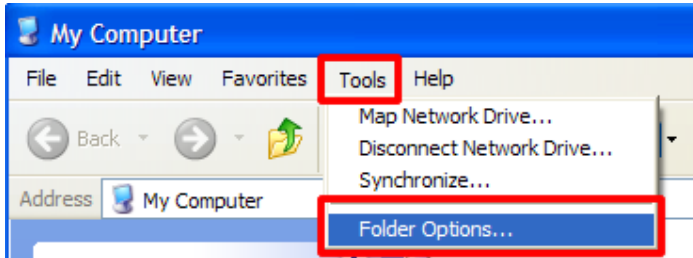 My Computer
File Edit View Favorites Tools Help
Map Network Drive...
Back
Disconnect Network Drive...
Synchronize...
Address My Computer
Folder Options...